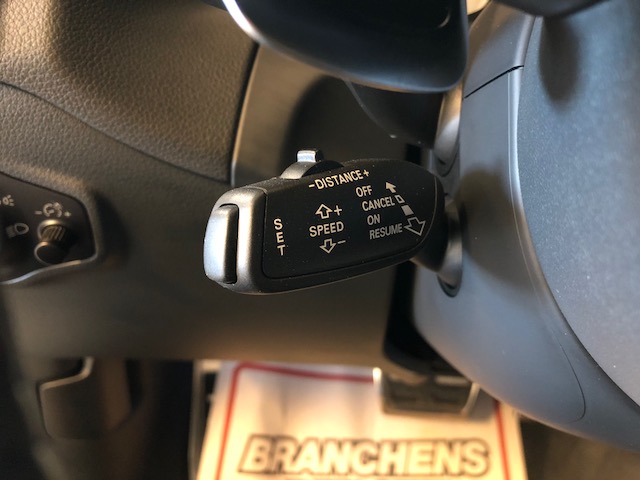 - DISTANCE +
OFF
CANCEL
ON
RESUME
+
SPEED
-
SET
BRANCHENS